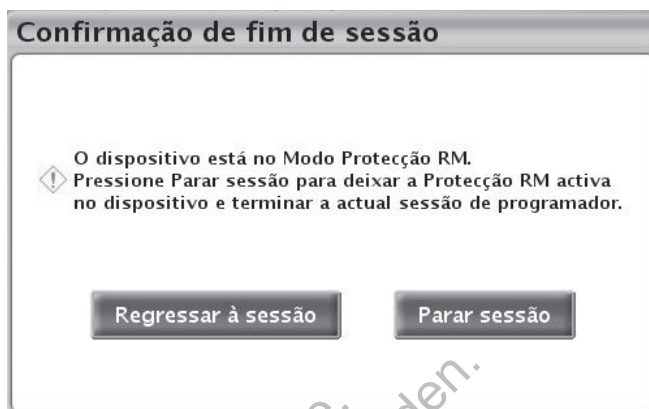 Confirmação de fim de sessão
O dispositivo está no Modo Protecção RM.
Pressione Parar sessão para deixar a Protecção RM activa
no dispositivo e terminar a actual sessão de programador.
Regressar à sessão
Parar sessão